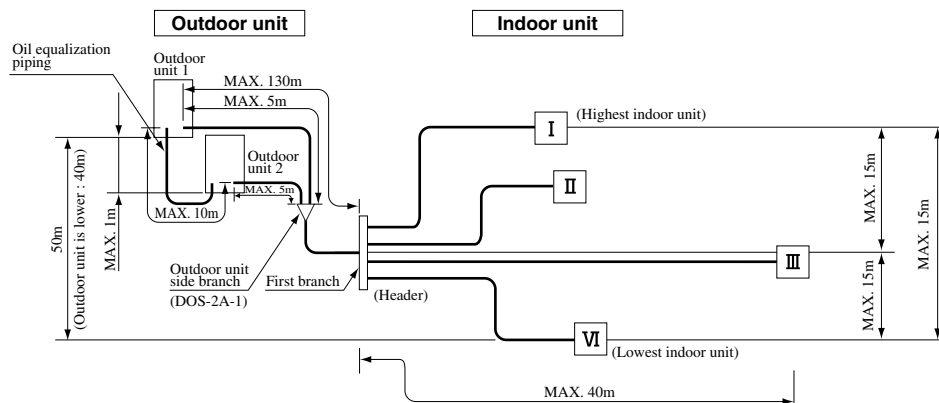 Outdoor unit
Indoor unit
Oil equalization
piping
Outdoor
unit 1
MAX. 130m
MAX. 5m
I
(Highest indoor unit)
Outdoor
unit 2
II
MAX. 5m
MAX. 10m
50m
(Outdoor unit is lower : 40m)
MAX. 1m
MAX. 15m
MAX. 15m
MAX. 15m
III
Outdoor unit
side branch
(DOS-2A-1)
First branch
(Header)
VI
(Lowest indoor unit)
MAX. 40m